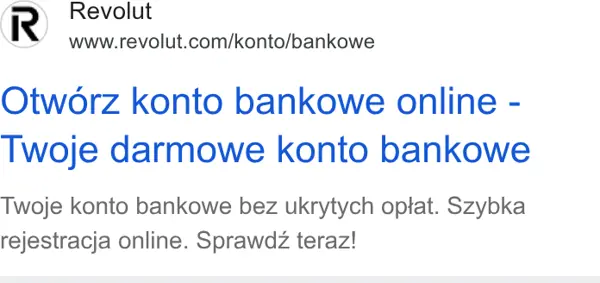 Revolut
www.revolut.com/konto/bankowe
Otwórz konto bankowe online -
Twoje darmowe konto bankowe
Twoje konto bankowe bez ukrytych opłat. Szybka
rejestracja online. Sprawdź teraz!